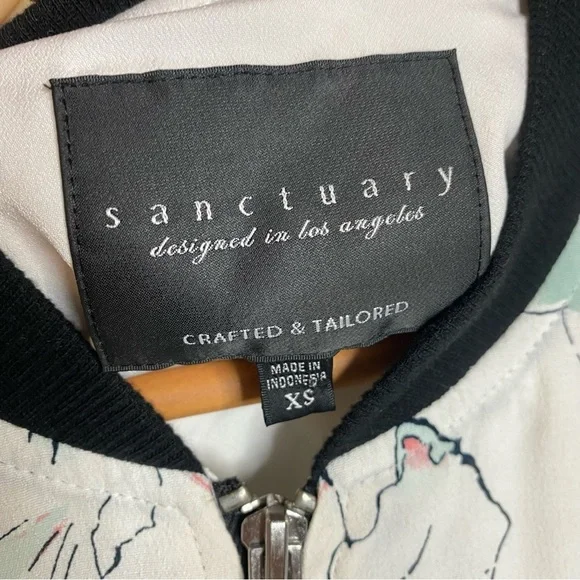 sanctuary
designed in los angeles
CRAFTED & TAILORED
MADE IN
INDONESIA
XS